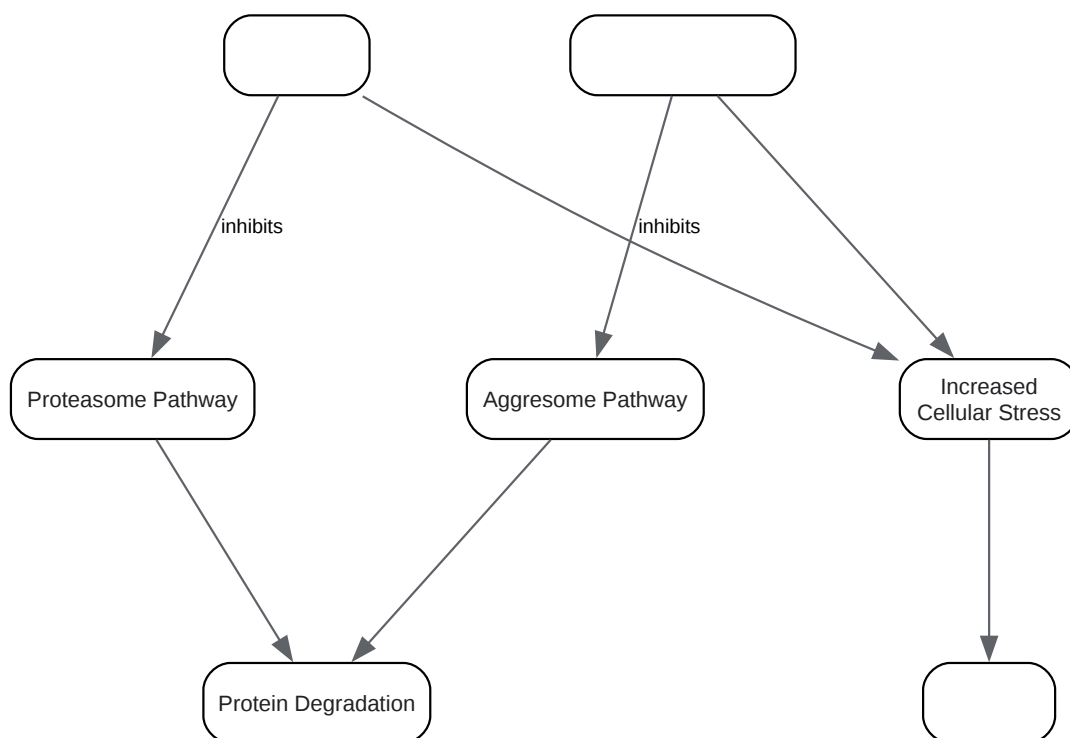 inhibits
inhibits
Proteasome Pathway
Aggresome Pathway
Increased
Cellular Stress
Protein Degradation